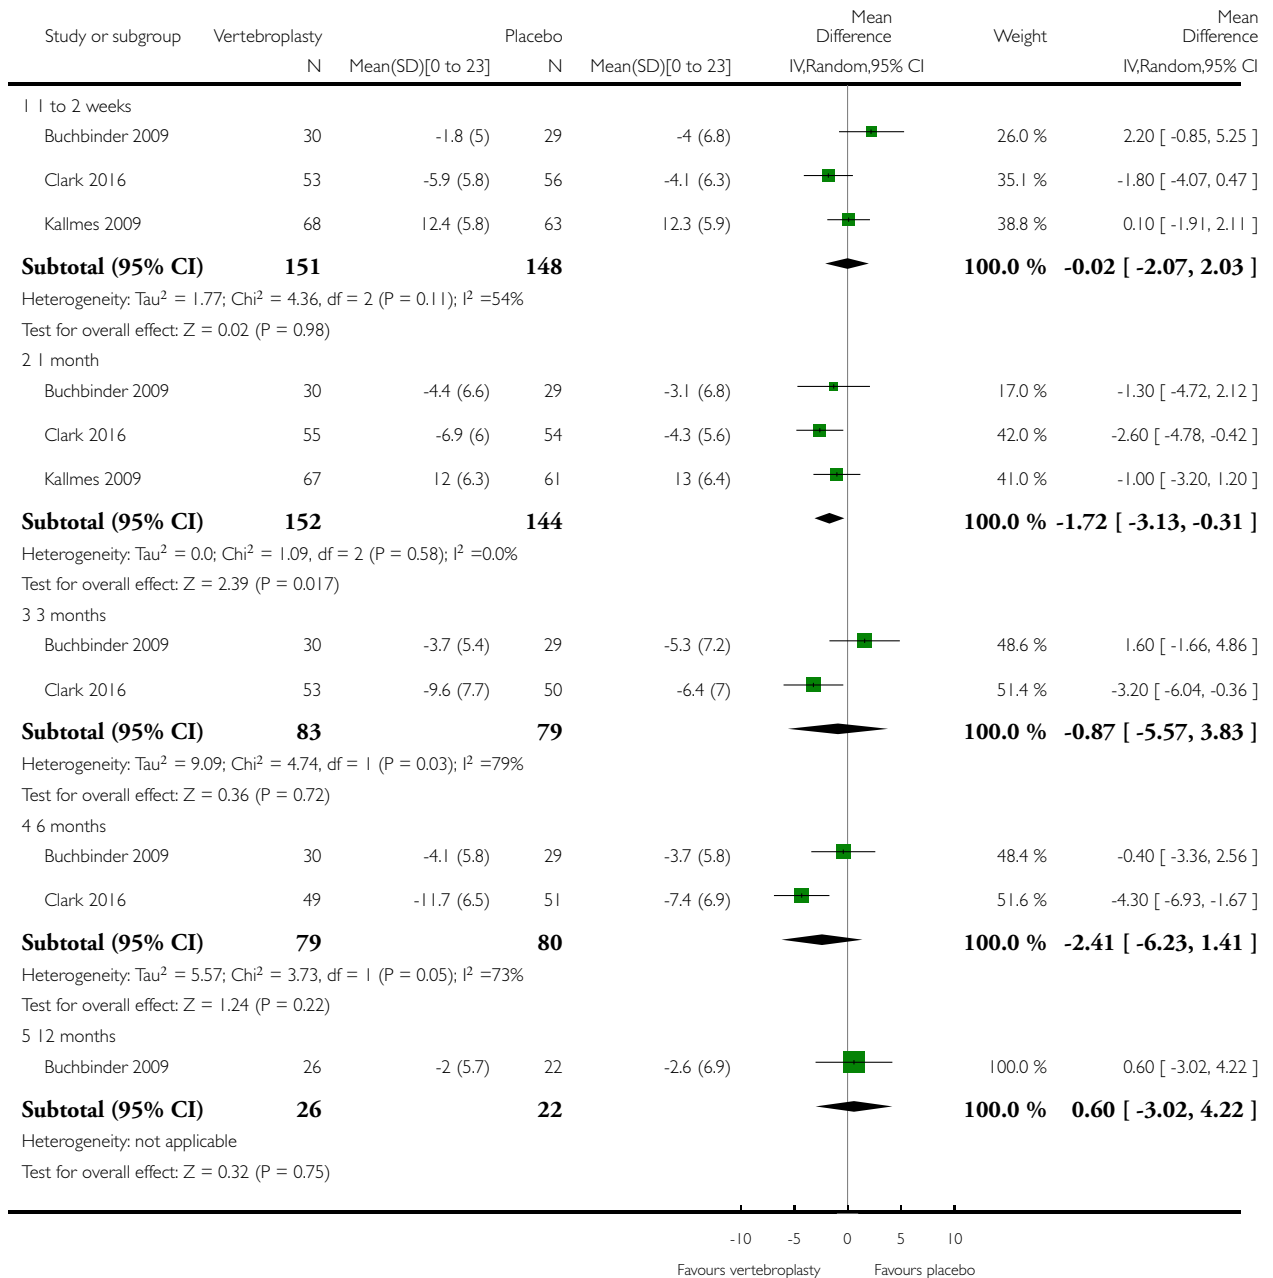 Study or subgroup Vertebroplasty Placebo Mean Difference Weight Mean Difference
N Mean(SD)[0 to 23] N Mean(SD)[0 to 23] IV,Random,95% CI IV,Random,95% CI
1 1 to 2 weeks
Buchbinder 2009 30 -1.8 (5) 29 -4 (6.8) 26.0 % 2.20 [ -0.85, 5.25 ]
Clark 2016 53 -5.9 (5.8) 56 -4.1 (6.3) 35.1 % -1.80 [ -4.07, 0.47 ]
Kallmes 2009 68 12.4 (5.8) 63 12.3 (5.9) 38.8 % 0.10 [ -1.91, 2.11 ]
Subtotal (95% CI) 151 148 100.0 % -0.02 [ -2.07, 2.03 ]
Heterogeneity: Tau² = 1.77; Chi² = 4.36, df = 2 (P = 0.11); I² =54%
Test for overall effect: Z = 0.02 (P = 0.98)
2 1 month
Buchbinder 2009 30 -4.4 (6.6) 29 -3.1 (6.8) 17.0 % -1.30 [ -4.72, 2.12 ]
Clark 2016 55 -6.9 (6) 54 -4.3 (5.6) 42.0 % -2.60 [ -4.78, -0.42 ]
Kallmes 2009 67 12 (6.3) 61 13 (6.4) 41.0 % -1.00 [ -3.20, 1.20 ]
Subtotal (95% CI) 152 144 100.0 % -1.72 [ -3.13, -0.31 ]
Heterogeneity: Tau² = 0.0; Chi² = 1.09, df = 2 (P = 0.58); I² =0.0%
Test for overall effect: Z = 2.39 (P = 0.017)
3 3 months
Buchbinder 2009 30 -3.7 (5.4) 29 -5.3 (7.2) 48.6 % 1.60 [ -1.66, 4.86 ]
Clark 2016 53 -9.6 (7.7) 50 -6.4 (7) 51.4 % -3.20 [ -6.04, -0.36 ]
Subtotal (95% CI) 83 79 100.0 % -0.87 [ -5.57, 3.83 ]
Heterogeneity: Tau² = 9.09; Chi² = 4.74, df = 1 (P = 0.03); I² =79%
Test for overall effect: Z = 0.36 (P = 0.72)
4 6 months
Buchbinder 2009 30 -4.1 (5.8) 29 -3.7 (5.8) 48.4 % -0.40 [ -3.36, 2.56 ]
Clark 2016 49 -11.7 (6.5) 51 -7.4 (6.9) 51.6 % -4.30 [ -6.93, -1.67 ]
Subtotal (95% CI) 79 80 100.0 % -2.41 [ -6.23, 1.41 ]
Heterogeneity: Tau² = 5.57; Chi² = 3.73, df = 1 (P = 0.05); I² =73%
Test for overall effect: Z = 1.24 (P = 0.22)
5 12 months
Buchbinder 2009 26 -2 (5.7) 22 -2.6 (6.9) 100.0 % 0.60 [ -3.02, 4.22 ]
Subtotal (95% CI) 26 22 100.0 % 0.60 [ -3.02, 4.22 ]
Heterogeneity: not applicable
Test for overall effect: Z = 0.32 (P = 0.75)
-10 -5 0 5 10
Favours vertebroplasty Favours placebo